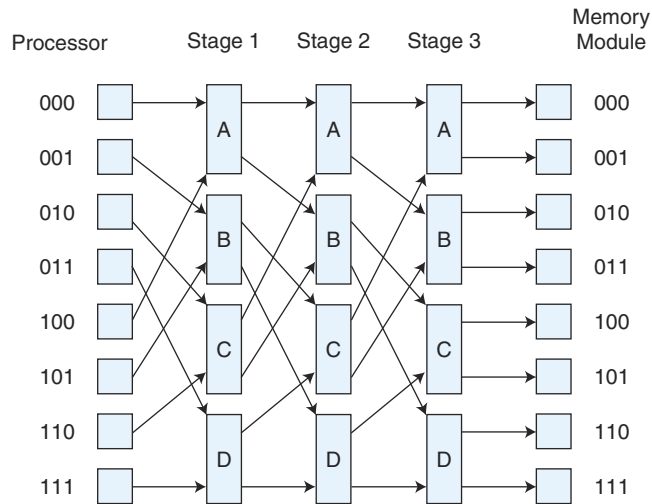 Processor Stage 1 Stage 2 Stage 3 Memory
Module
000 000
A A A
001 001
010 010
B B B
011 011
100 100
C C C
101 101
110 110
D D D
111 111